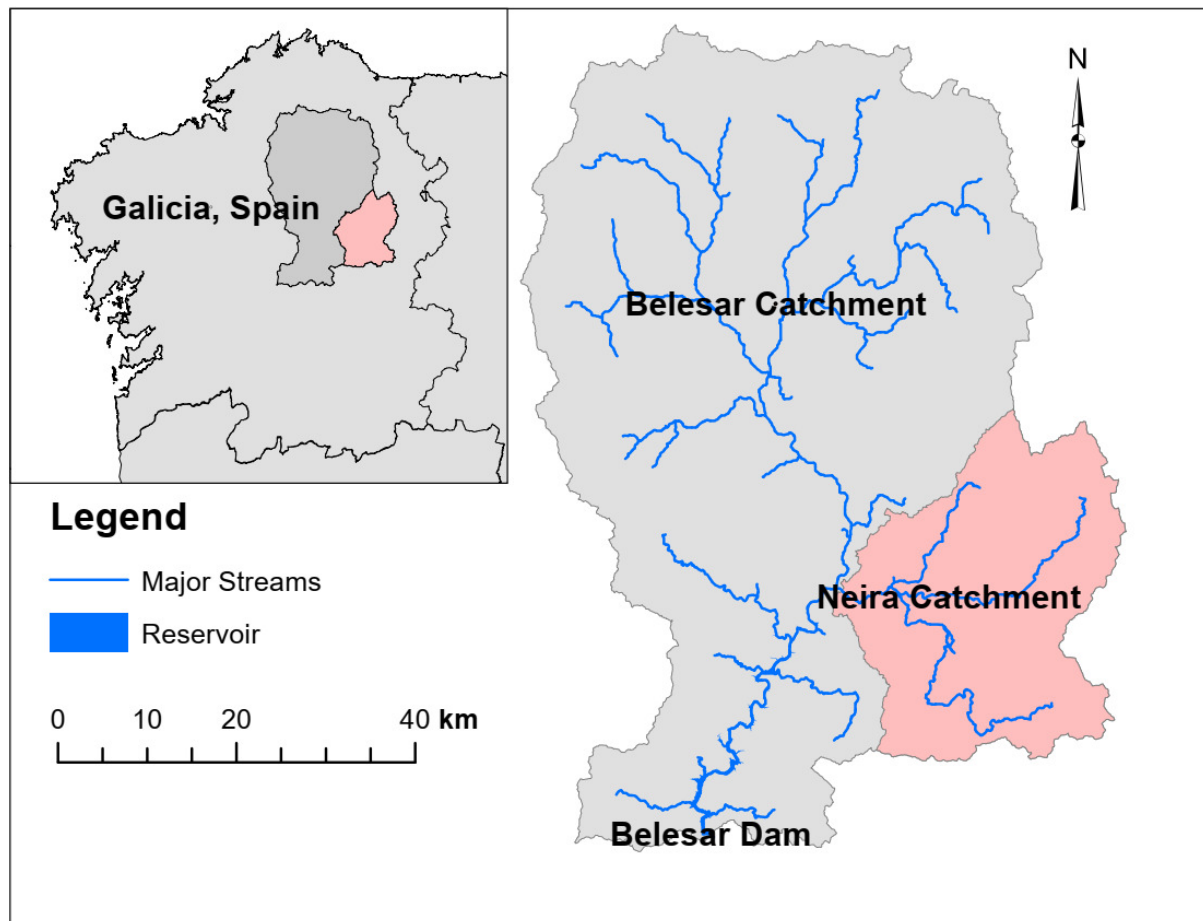 Galicia, Spain
N
Belesar Catchment
Neira Catchment
Belesar Dam
Legend
Major Streams
Reservoir
0 10 20 40 km